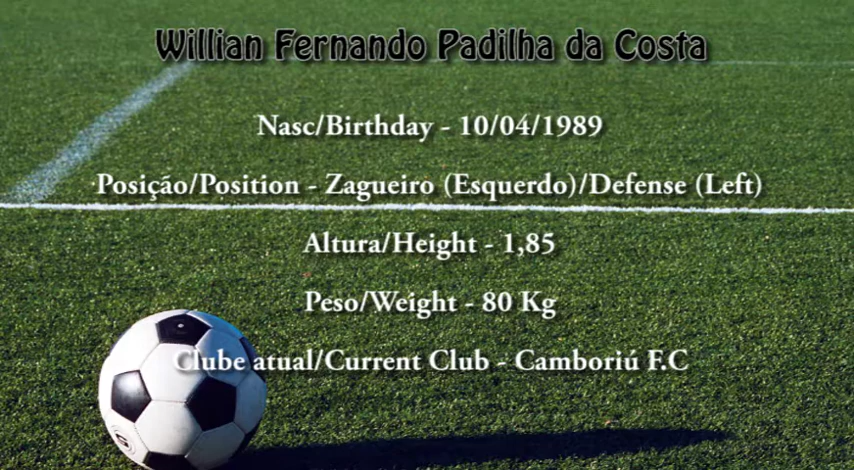 Willian Fernando Padilha da Costa
Nasc/Birthday - 10/04/1989
Posição/Position - Zagueiro (Esquerdo)/Defense (Left)
Altura/Height - 1,85
Peso/Weight - 80 Kg
Clube atual/Current Club - Camboriú F.C